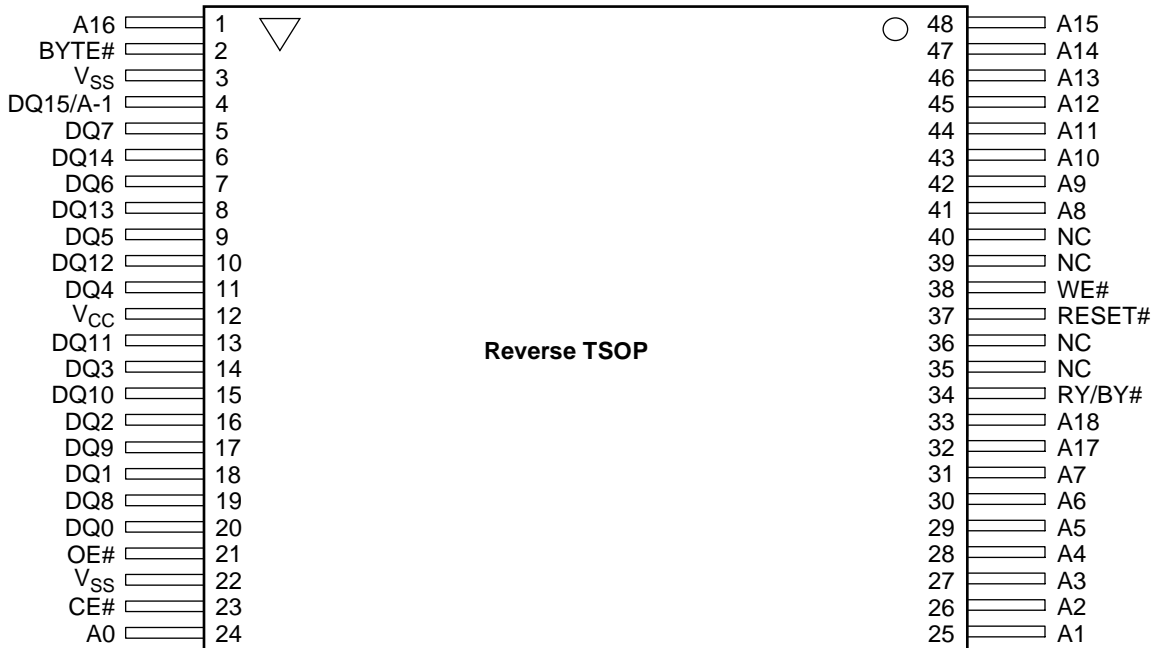 A16 1 48 A15
BYTE# 2 47 A14
VSS 3 46 A13
DQ15/A-1 4 45 A12
DQ7 5 44 A11
DQ14 6 43 A10
DQ6 7 42 A9
DQ13 8 41 A8
DQ5 9 40 NC
DQ12 10 39 NC
DQ4 11 38 WE#
VCC 12 37 RESET#
DQ11 13 36 NC
Reverse TSOP
DQ3 14 35 NC
DQ10 15 34 RY/BY#
DQ2 16 33 A18
DQ9 17 32 A17
DQ1 18 31 A7
DQ8 19 30 A6
DQ0 20 29 A5
OE# 21 28 A4
VSS 22 27 A3
CE# 23 26 A2
A0 24 25 A1